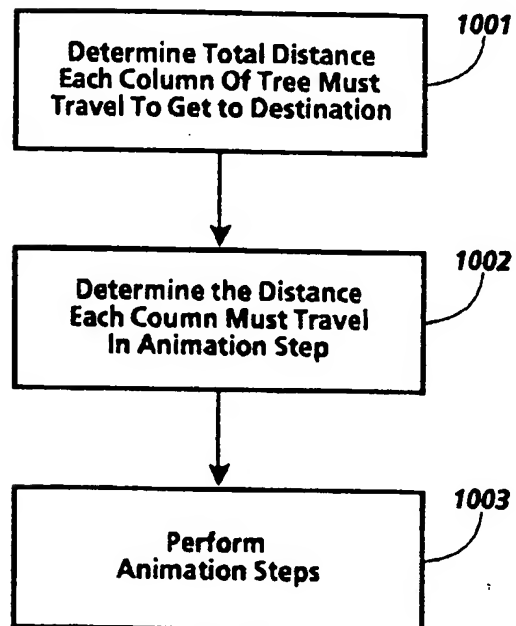 1001
Determine Total Distance
Each Column Of Tree Must
Travel To Get to Destination
1002
Determine the Distance
Each Coumn Must Travel
In Animation Step
1003
Perform
Animation Steps